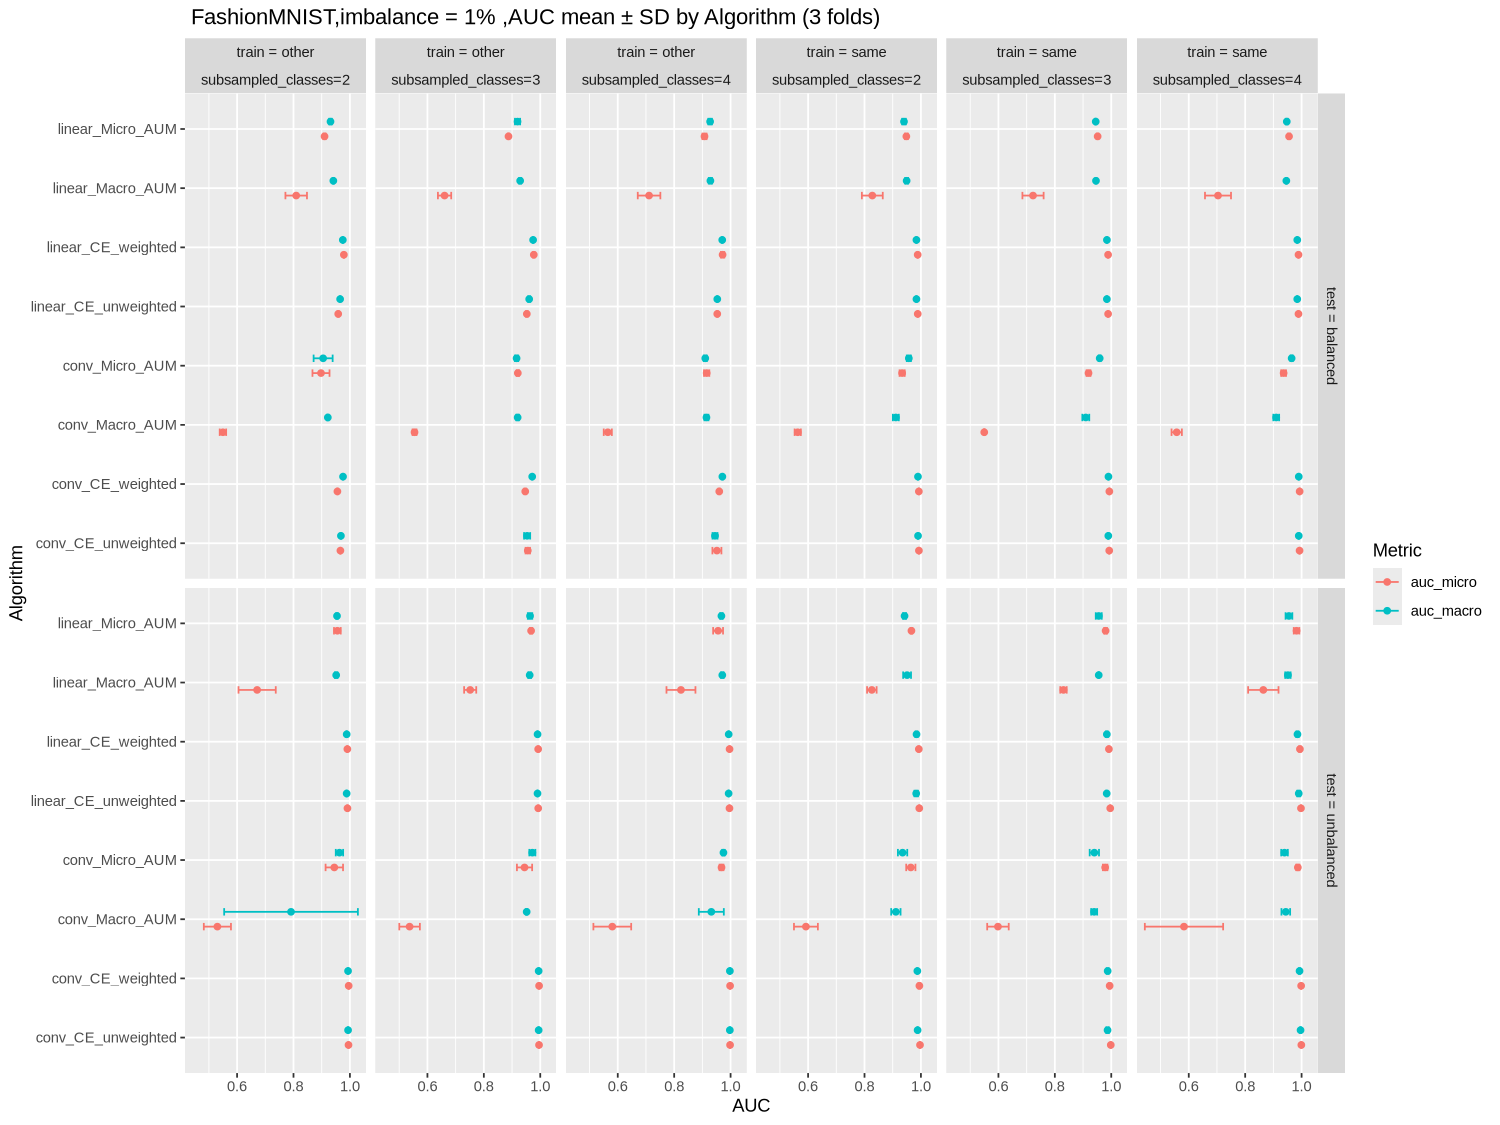 FashionMNIST,imbalance = 1% ,AUC mean ± SD by Algorithm (3 folds)
train = other
train = other
train = other
train = same
train = same
train = same
subsampled_classes=2
subsampled_classes=3
subsampled_classes=4
subsampled_classes=2
subsampled_classes=3
subsampled_classes=4
linear_Micro_AUM
linear_Macro_AUM
linear_CE_weighted
linear_CE_unweighted
conv_Micro_AUM
conv_Macro_AUM
conv_CE_weighted
conv_CE_unweighted
test = balanced
linear_Micro_AUM
linear_Macro_AUM
linear_CE_weighted
linear_CE_unweighted
conv_Micro_AUM
conv_Macro_AUM
conv_CE_weighted
conv_CE_unweighted
test = unbalanced
Algorithm
0.6 0.8 1.0
0.6 0.8 1.0
0.6 0.8 1.0
0.6 0.8 1.0
0.6 0.8 1.0
0.6 0.8 1.0
AUC
Metric
auc_micro
auc_macro